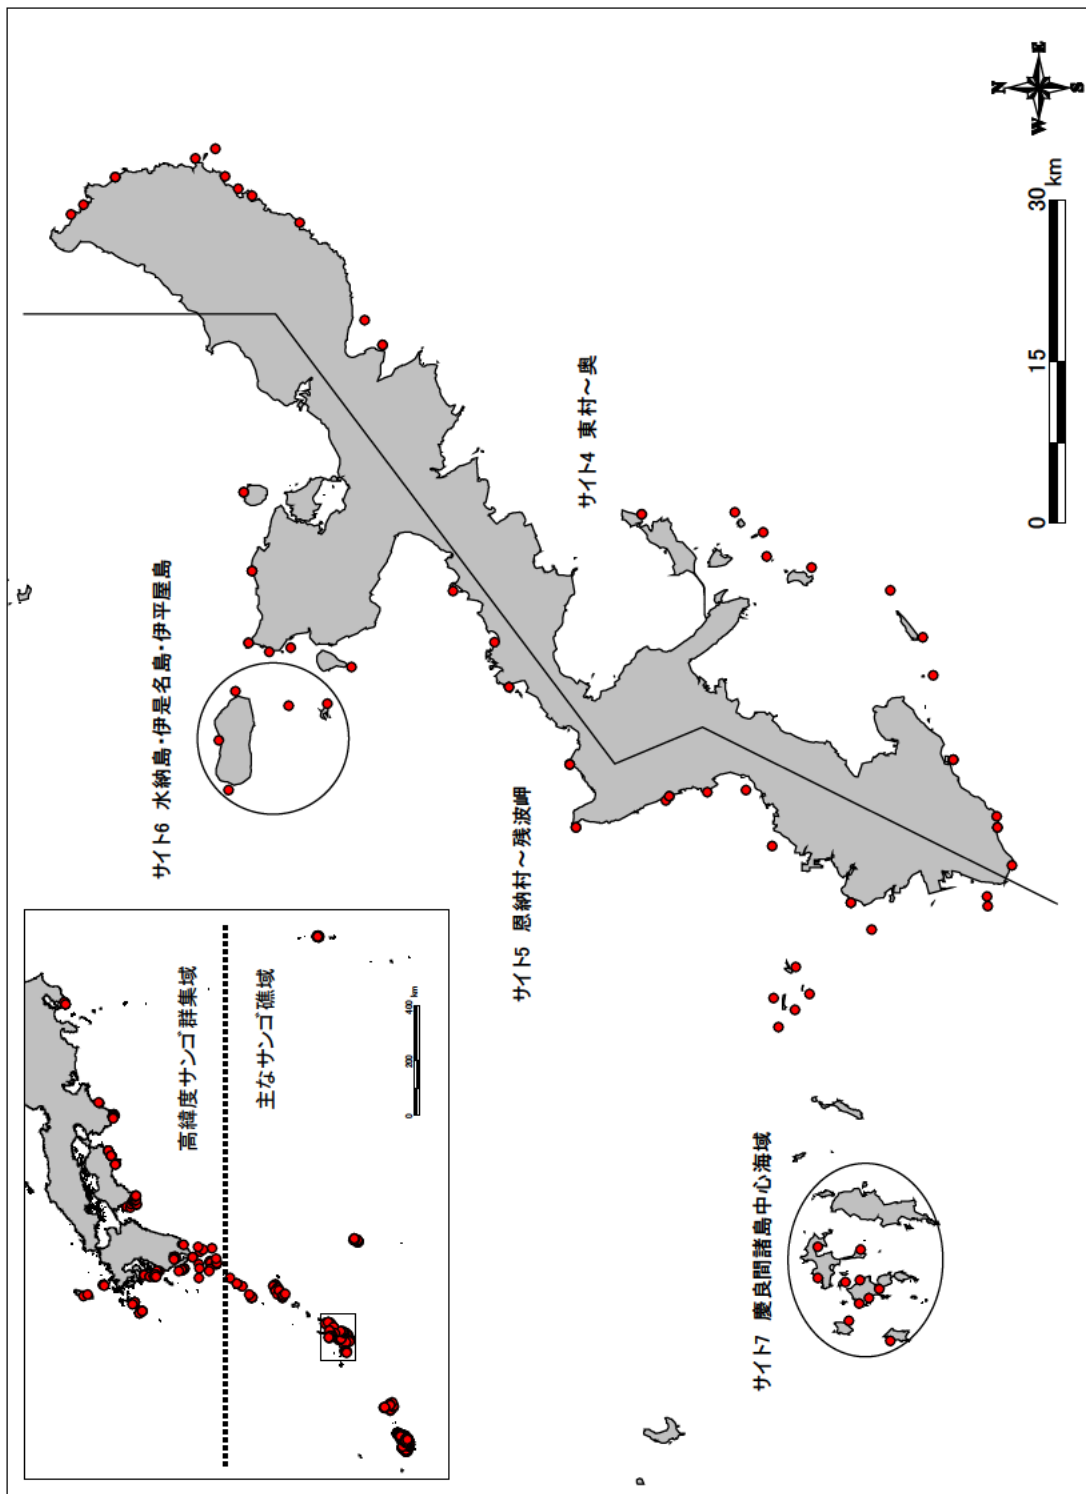 サイト6 水納島・伊是名島・伊平屋島
サイト5 恩納村～残波岬
サイト4 東村～奥
サイト7 慶良間諸島中心海域
高緯度サンゴ群集域
主なサンゴ礁域
0 200 400 km
0 15 30 km
N
E
S
W